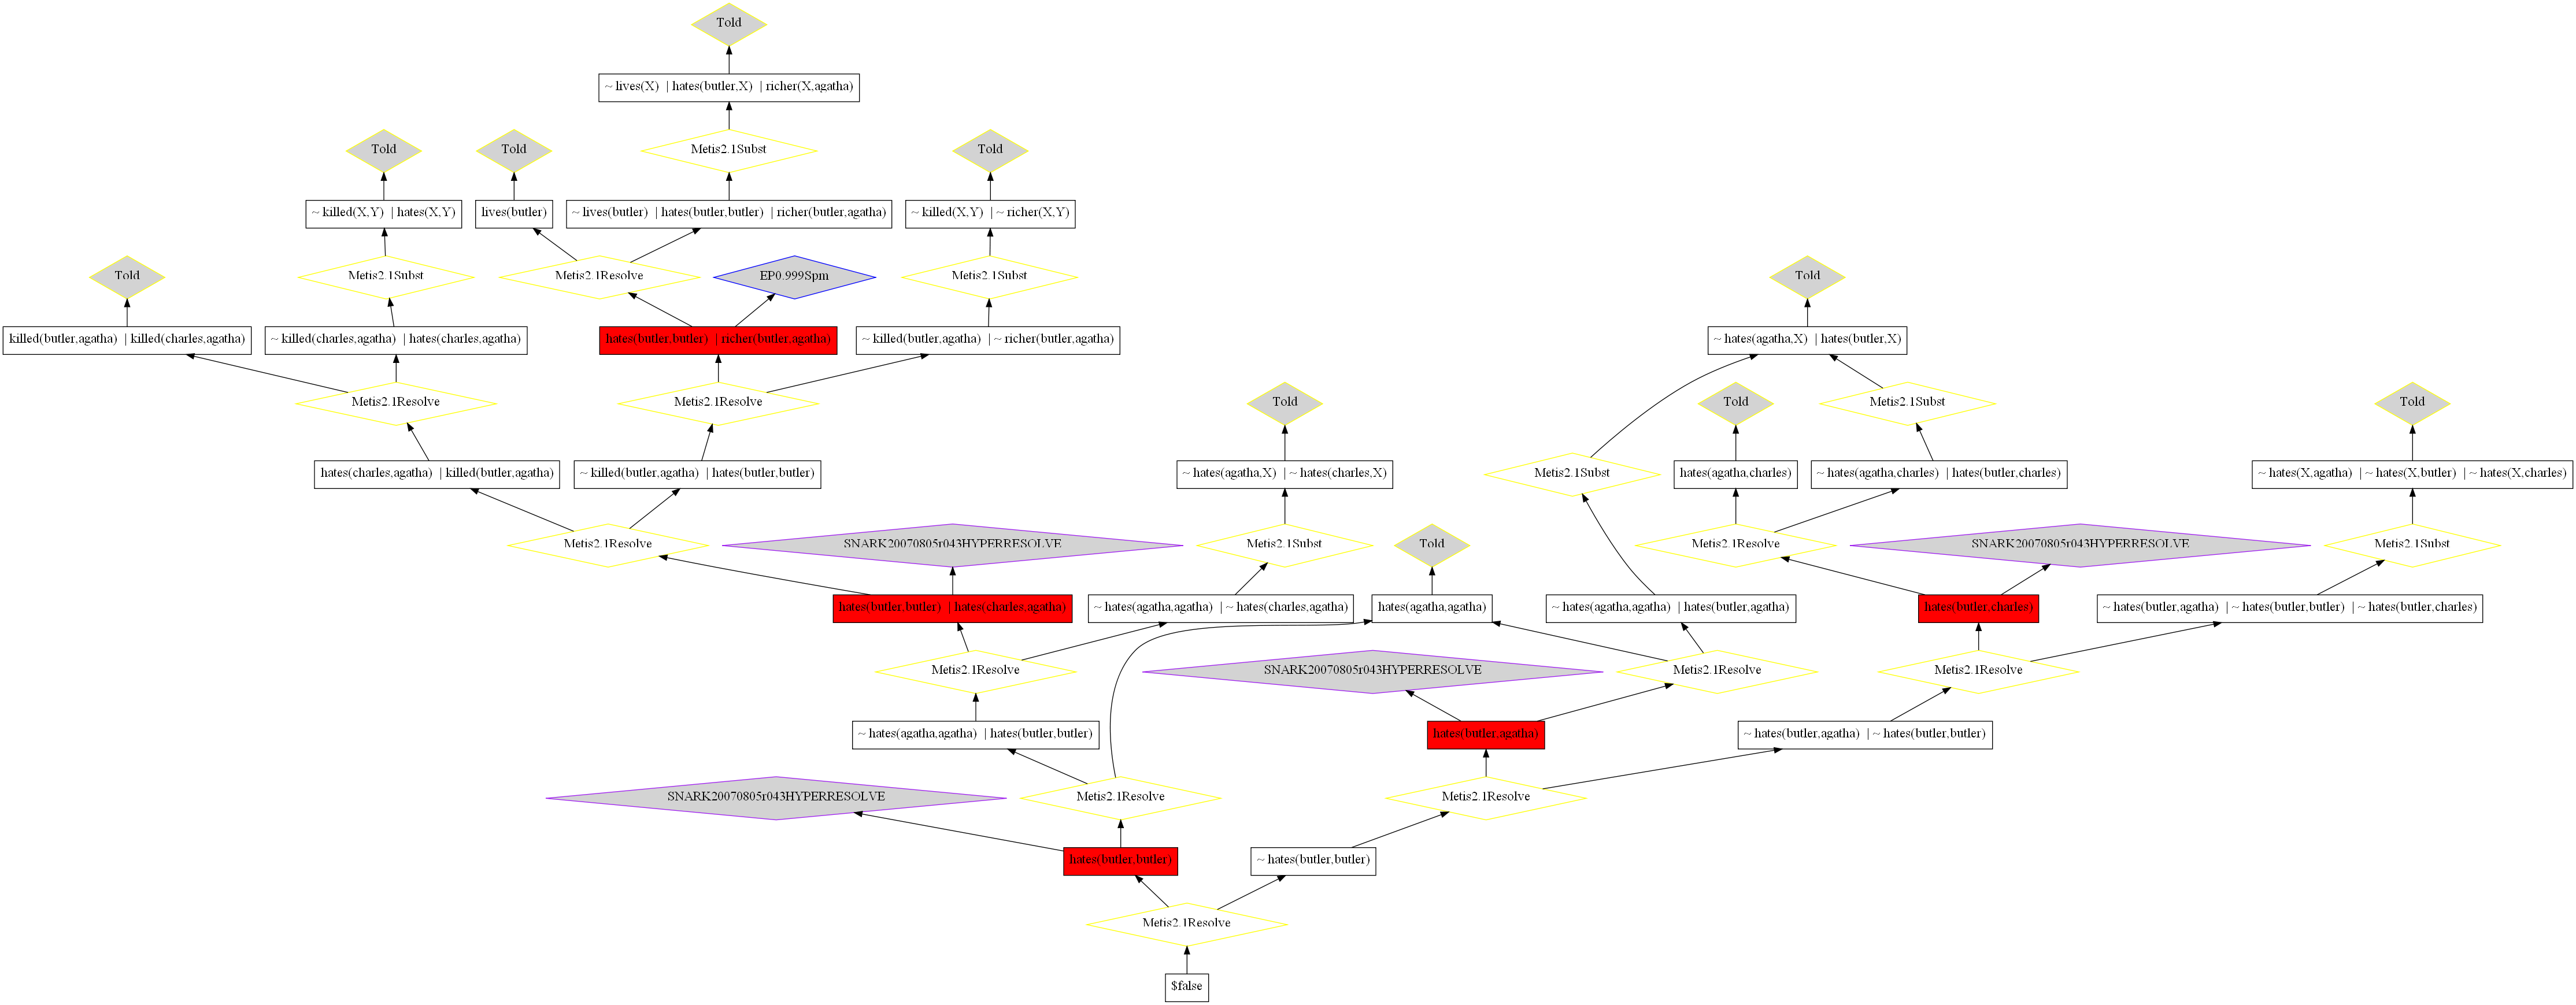 Told
~ lives(X) | hates(butler,X) | richer(X,agatha)
Told
Told
Metis2.1Subst
Told
~ killed(X,Y) | hates(X,Y)
lives(butler)
~ lives(butler) | hates(butler,butler) | richer(butler,agatha)
~ killed(X,Y) | ~ richer(X,Y)
Told
Metis2.1Subst
Metis2.1Resolve
EP0.999Spm
Metis2.1Subst
Told
killed(butler,agatha) | killed(charles,agatha)
~ killed(charles,agatha) | hates(charles,agatha)
hates(butler,butler) | richer(butler,agatha)
~ killed(butler,agatha) | ~ richer(butler,agatha)
~ hates(agatha,X) | hates(butler,X)
Metis2.1Resolve
Metis2.1Resolve
Told
Told
Metis2.1Subst
Told
hates(charles,agatha) | killed(butler,agatha)
~ killed(butler,agatha) | hates(butler,butler)
~ hates(agatha,X) | ~ hates(charles,X)
Metis2.1Subst
hates(agatha,charles)
~ hates(agatha,charles) | hates(butler,charles)
~ hates(X,agatha) | ~ hates(X,butler) | ~ hates(X,charles)
Metis2.1Resolve
SNARK20070805r043HYPERRESOLVE
Metis2.1Subst
Told
Metis2.1Resolve
SNARK20070805r043HYPERRESOLVE
Metis2.1Subst
hates(butler,butler) | hates(charles,agatha)
~ hates(agatha,agatha) | ~ hates(charles,agatha)
hates(agatha,agatha)
~ hates(agatha,agatha) | hates(butler,agatha)
hates(butler,charles)
~ hates(butler,agatha) | ~ hates(butler,butler) | ~ hates(butler,charles)
Metis2.1Resolve
SNARK20070805r043HYPERRESOLVE
Metis2.1Resolve
Metis2.1Resolve
~ hates(agatha,agatha) | hates(butler,butler)
hates(butler,agatha)
~ hates(butler,agatha) | ~ hates(butler,butler)
SNARK20070805r043HYPERRESOLVE
Metis2.1Resolve
Metis2.1Resolve
hates(butler,butler)
~ hates(butler,butler)
Metis2.1Resolve
$false